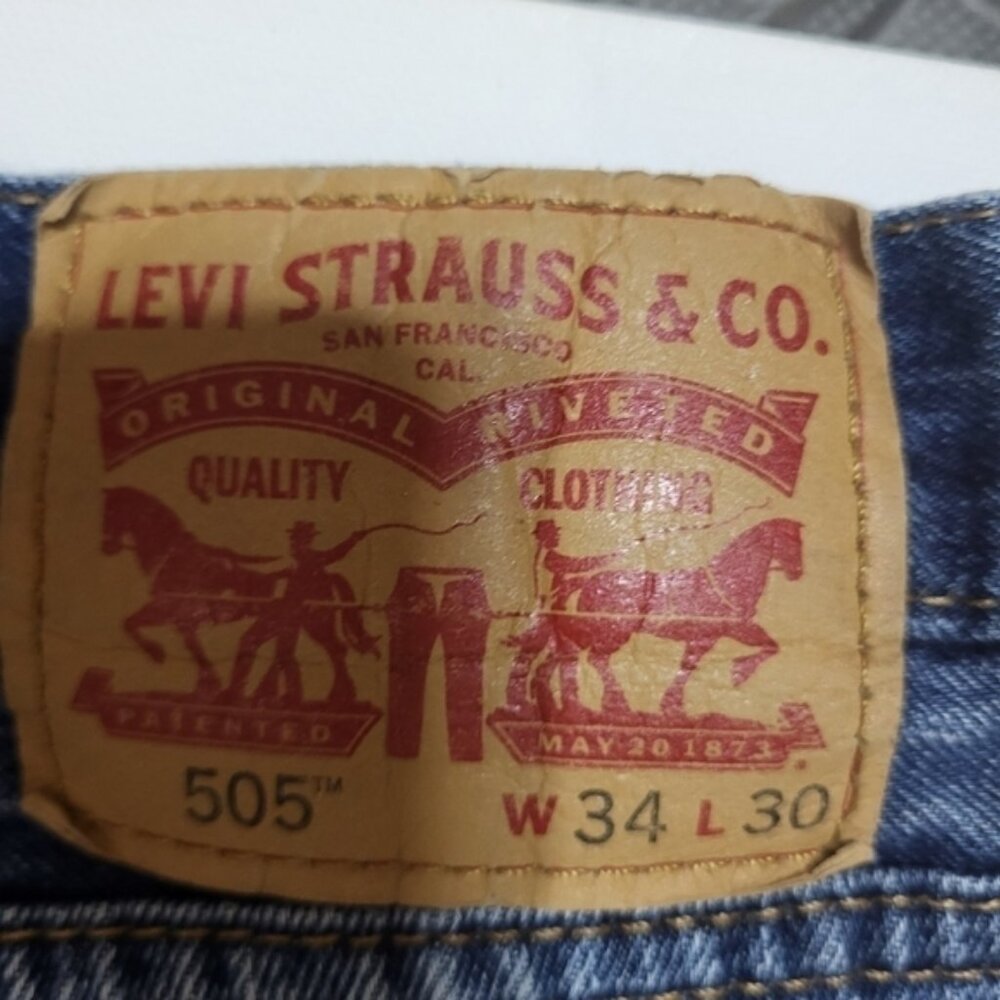 LEVI STRAUSS & CO.
SAN FRANCISCO
CAL.
ORIGINAL RIVETED
QUALITY CLOTHING
PATENTED MAY 20 1873
505™ W 34 L 30